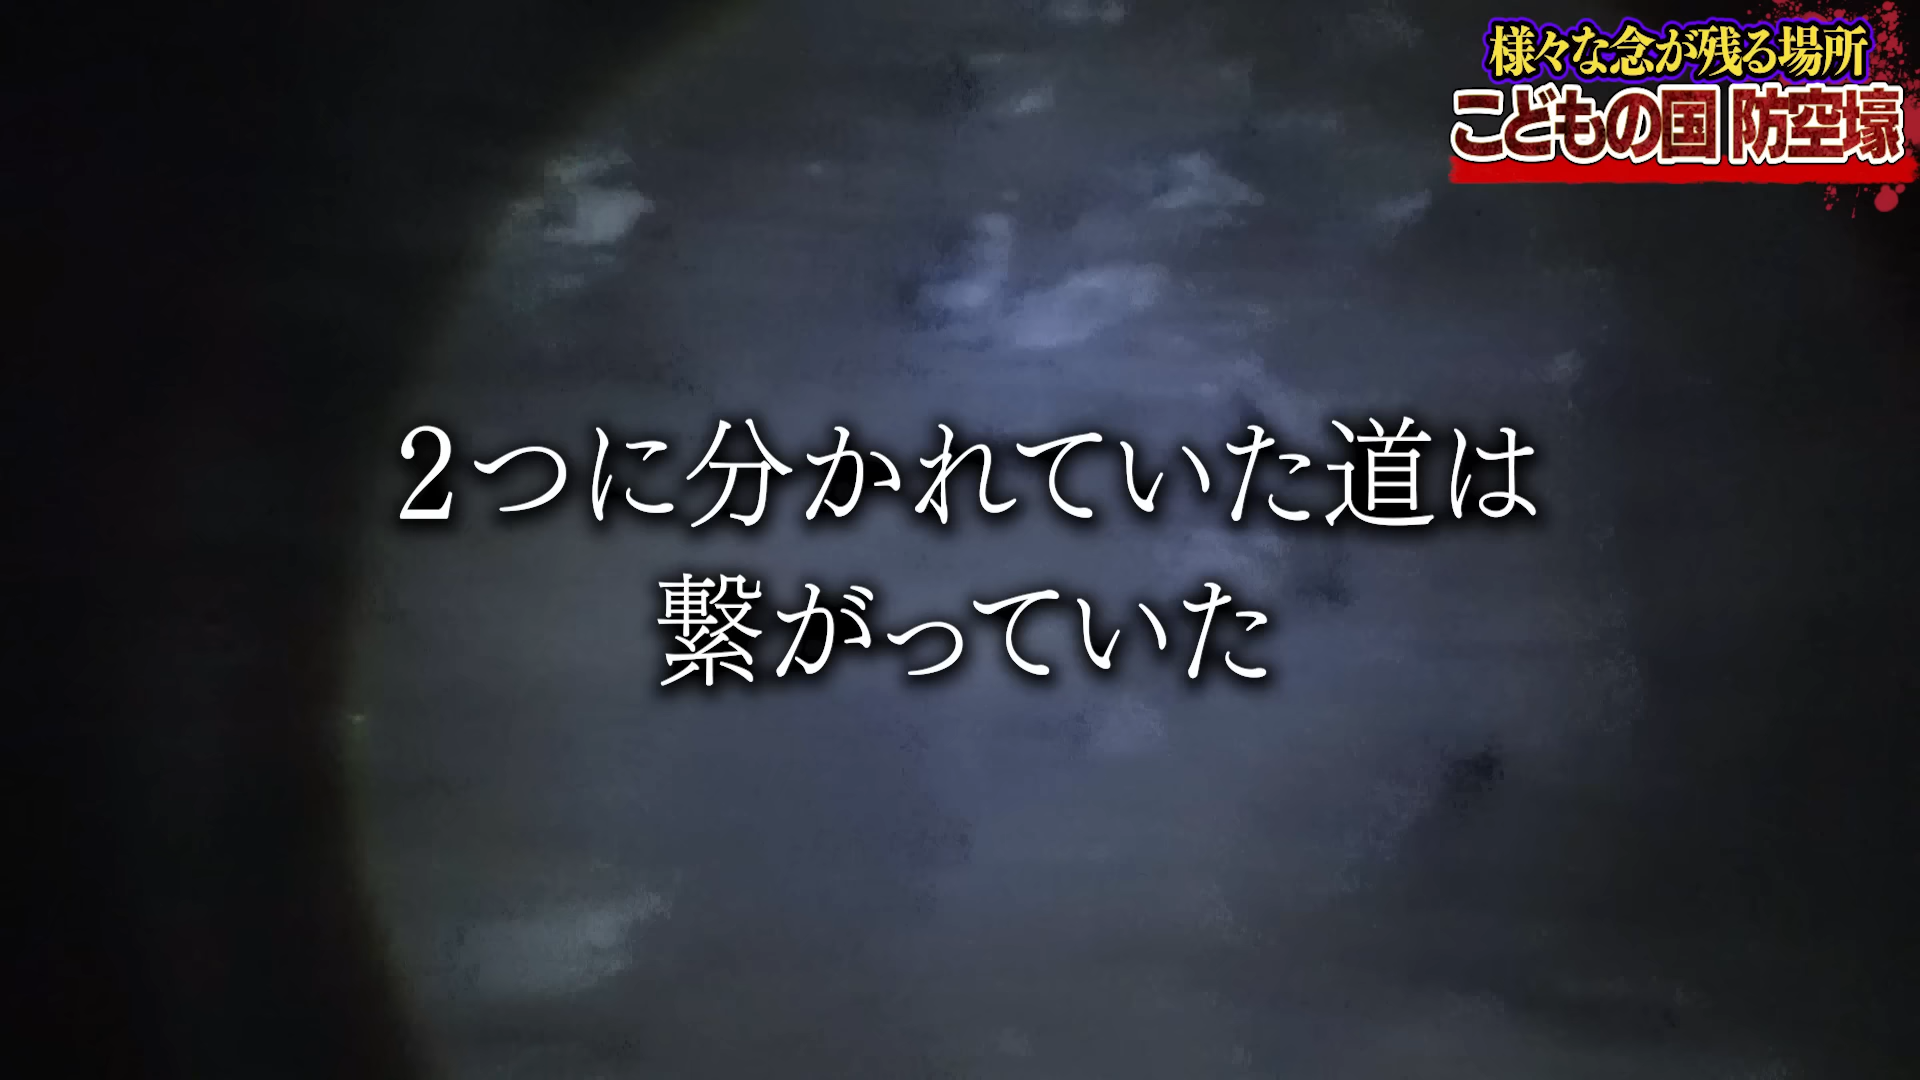 様々な念が残る場所
こどもの国 防空壕
2つに分かれていた道は
繋がっていた